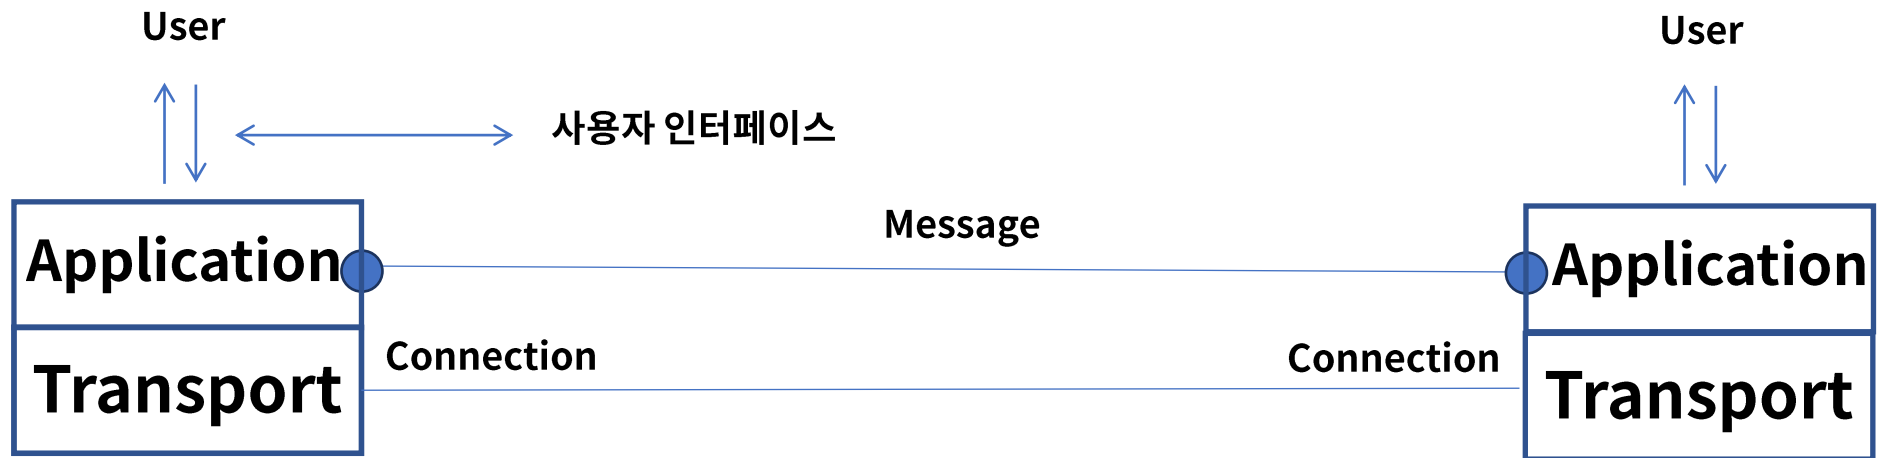 User
User
사용자 인터페이스
Message
Application
Application
Connection
Connection
Transport
Transport